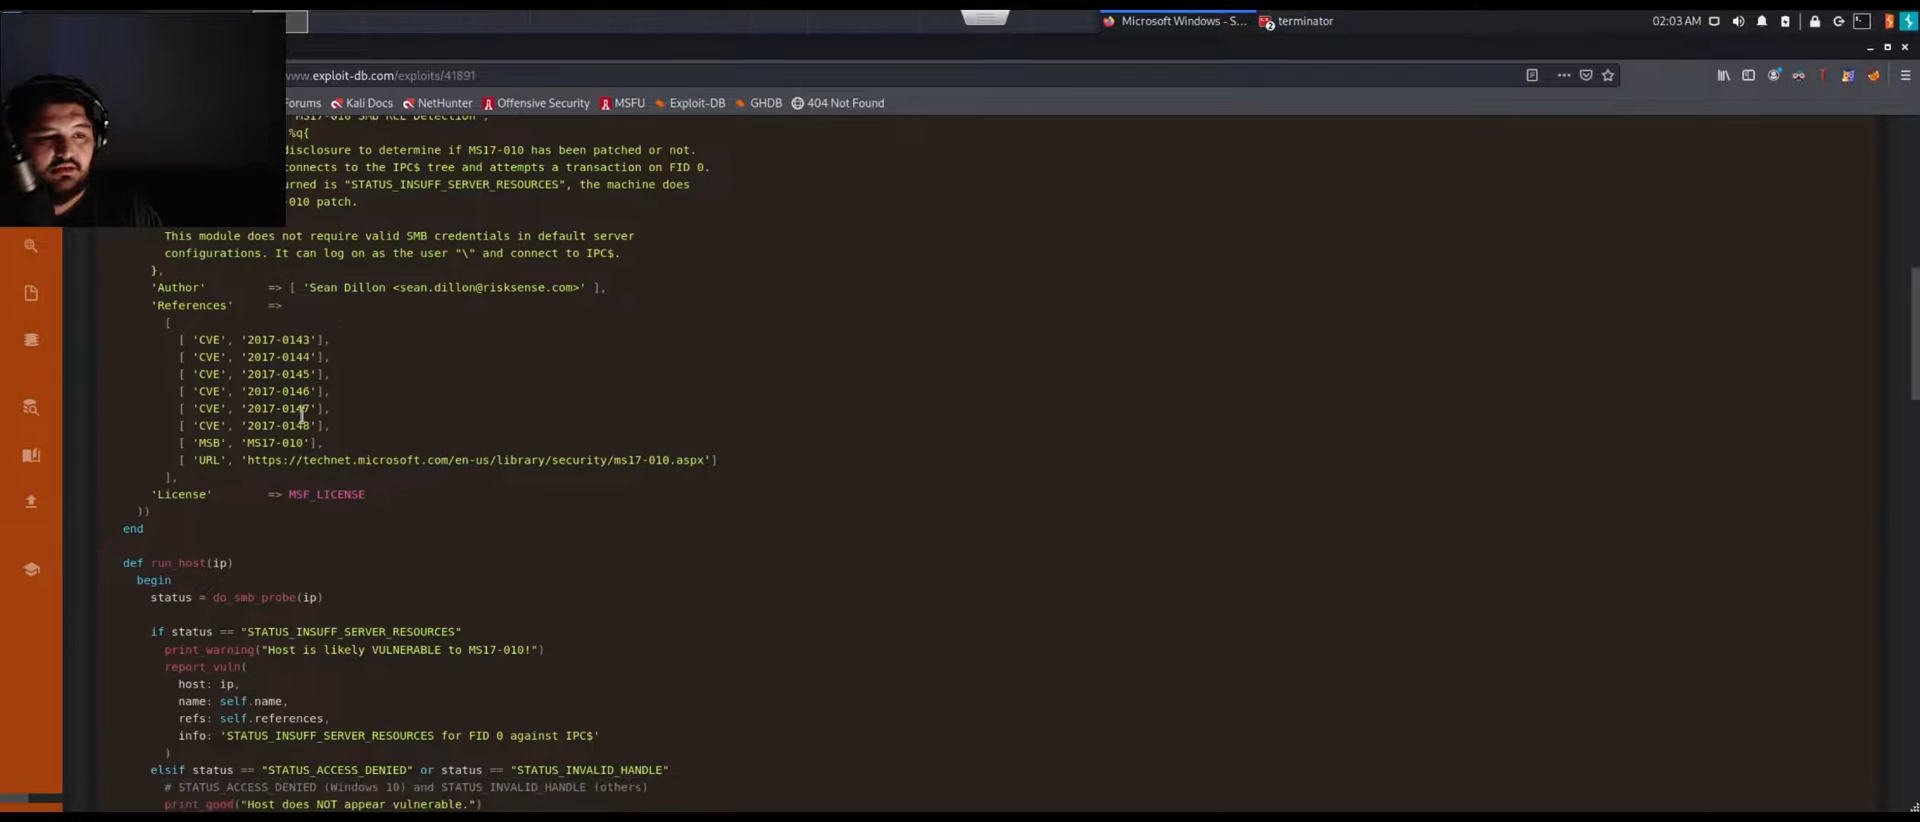 Microsoft Windows - S...
terminator
02:03 AM
www.exploit-db.com/exploits/41891
Forums
Kali Docs
NetHunter
Offensive Security
MSFU
Exploit-DB
GHDB
404 Not Found
"MS17-010 SMB RCE Detection",
%q{
disclosure to determine if MS17-010 has been patched or not.
connects to the IPC$ tree and attempts a transaction on FID 0.
urned is "STATUS_INSUFF_SERVER_RESOURCES", the machine does
-010 patch.
This module does not require valid SMB credentials in default server
configurations. It can log on as the user "\" and connect to IPC$.
},
'Author' => [ 'Sean Dillon <sean.dillon@risksense.com>' ],
'References' =>
[
[ 'CVE', '2017-0143'],
[ 'CVE', '2017-0144'],
[ 'CVE', '2017-0145'],
[ 'CVE', '2017-0146'],
[ 'CVE', '2017-0147'],
[ 'CVE', '2017-0148'],
[ 'MSB', 'MS17-010'],
[ 'URL', 'https://technet.microsoft.com/en-us/library/security/ms17-010.aspx']
],
'License' => MSF_LICENSE
))
end
def run_host(ip)
begin
status = do_smb_probe(ip)
if status == "STATUS_INSUFF_SERVER_RESOURCES"
print_warning("Host is likely VULNERABLE to MS17-010!")
report_vuln(
host: ip,
name: self.name,
refs: self.references,
info: 'STATUS_INSUFF_SERVER_RESOURCES for FID 0 against IPC$'
)
elsif status == "STATUS_ACCESS_DENIED" or status == "STATUS_INVALID_HANDLE"
# STATUS_ACCESS_DENIED (Windows 10) and STATUS_INVALID_HANDLE (others)
print_good("Host does NOT appear vulnerable.")